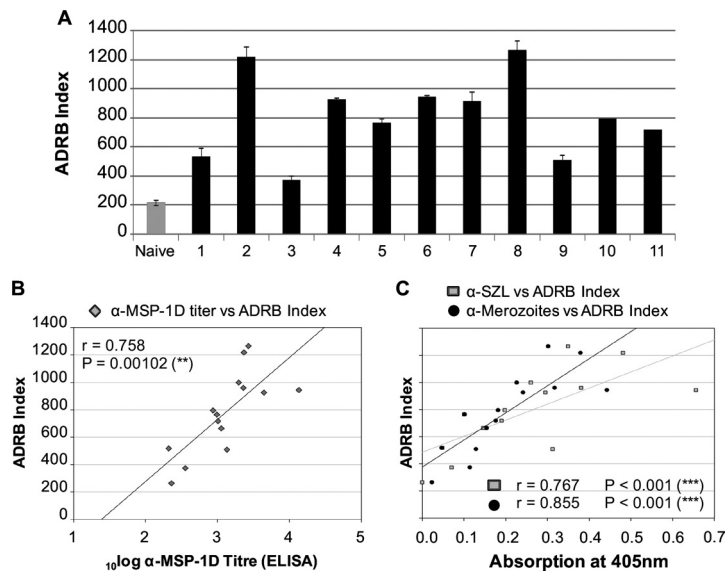 A
ADRB Index
1400
1200
1000
800
600
400
200
0
Naive 1 2 3 4 5 6 7 8 9 10 11
B
α-MSP-1D titer vs ADRB Index
r = 0.758
P = 0.00102 (**)
ADRB Index
1400
1200
1000
800
600
400
200
0
1 2 3 4 5
10log α-MSP-1D Titre (ELISA)
C
α-SZL vs ADRB Index
α-Merozoites vs ADRB Index
ADRB Index
r = 0.767 P < 0.001 (***)
r = 0.855 P < 0.001 (***)
0.0 0.1 0.2 0.3 0.4 0.5 0.6 0.7
Absorption at 405nm